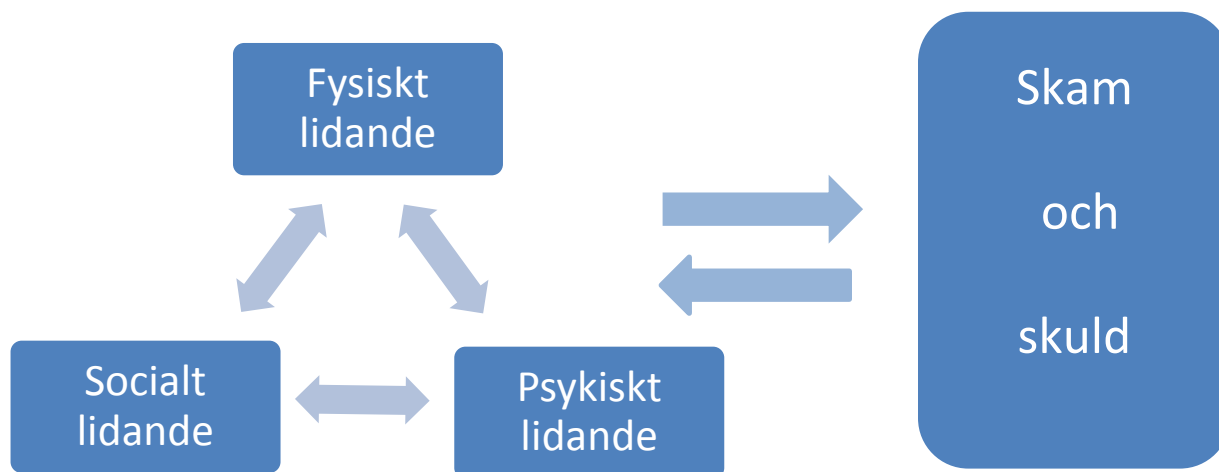 Fysiskt
lidande
Socialt
lidande
Psykiskt
lidande
Skam
och
skuld